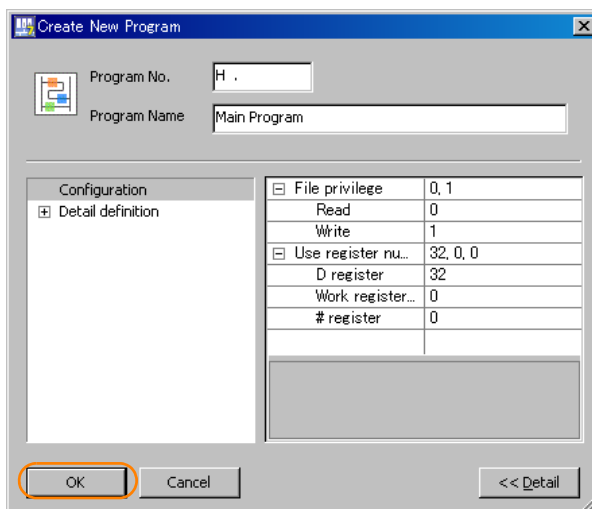 Create New Program
Program No. H .
Program Name Main Program
Configuration
Detail definition
File privilege 0, 1
Read 0
Write 1
Use register nu... 32, 0, 0
D register 32
Work register... 0
# register 0
OK Cancel << Detail